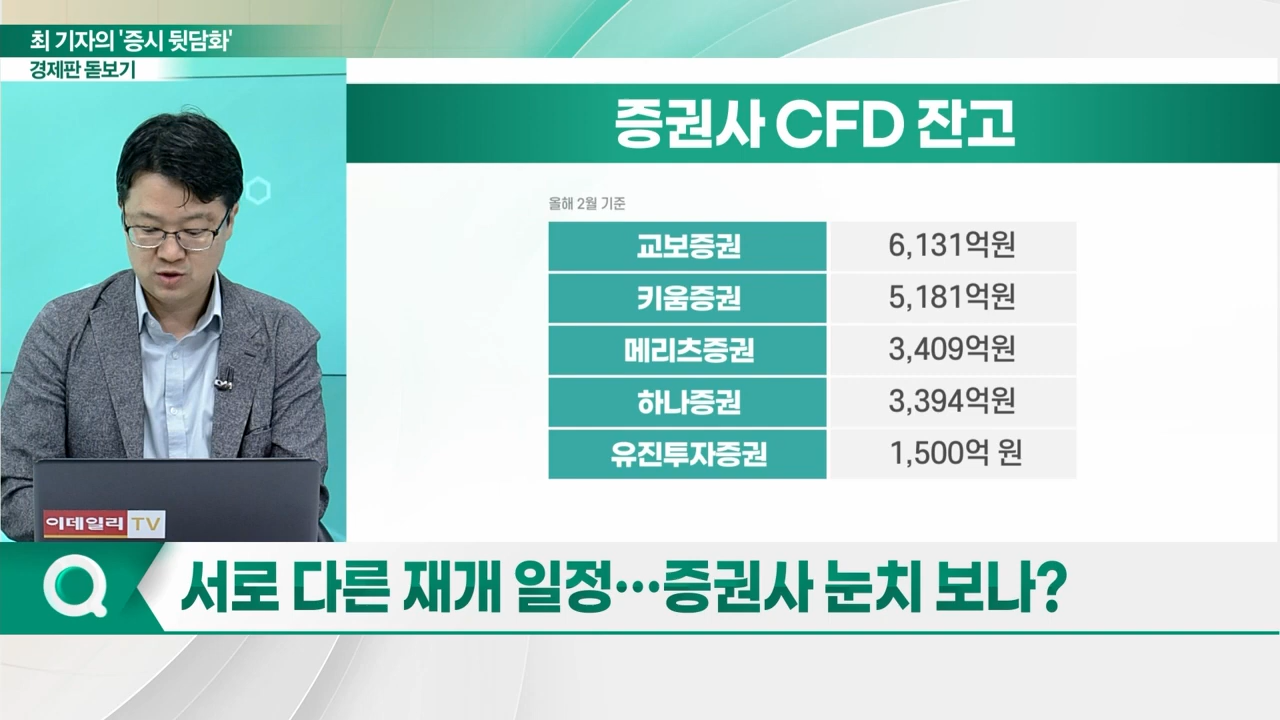 최 기자의 '증시 뒷담화'
경제판 돋보기
증권사 CFD 잔고
올해 2월 기준
교보증권 6,131억원
키움증권 5,181억원
메리츠증권 3,409억원
하나증권 3,394억원
유진투자증권 1,500억 원
이데일리 TV
서로 다른 재개 일정…증권사 눈치 보나?